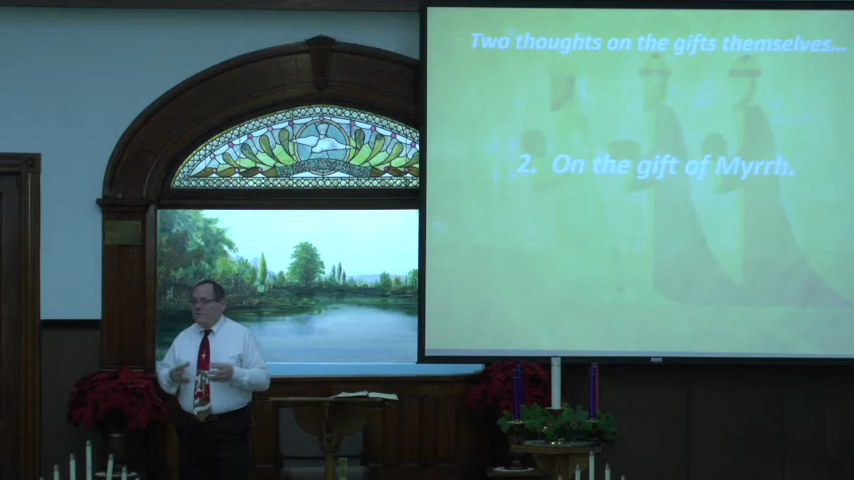 Two thoughts on the gifts themselves...
2. On the gift of Myrrh.